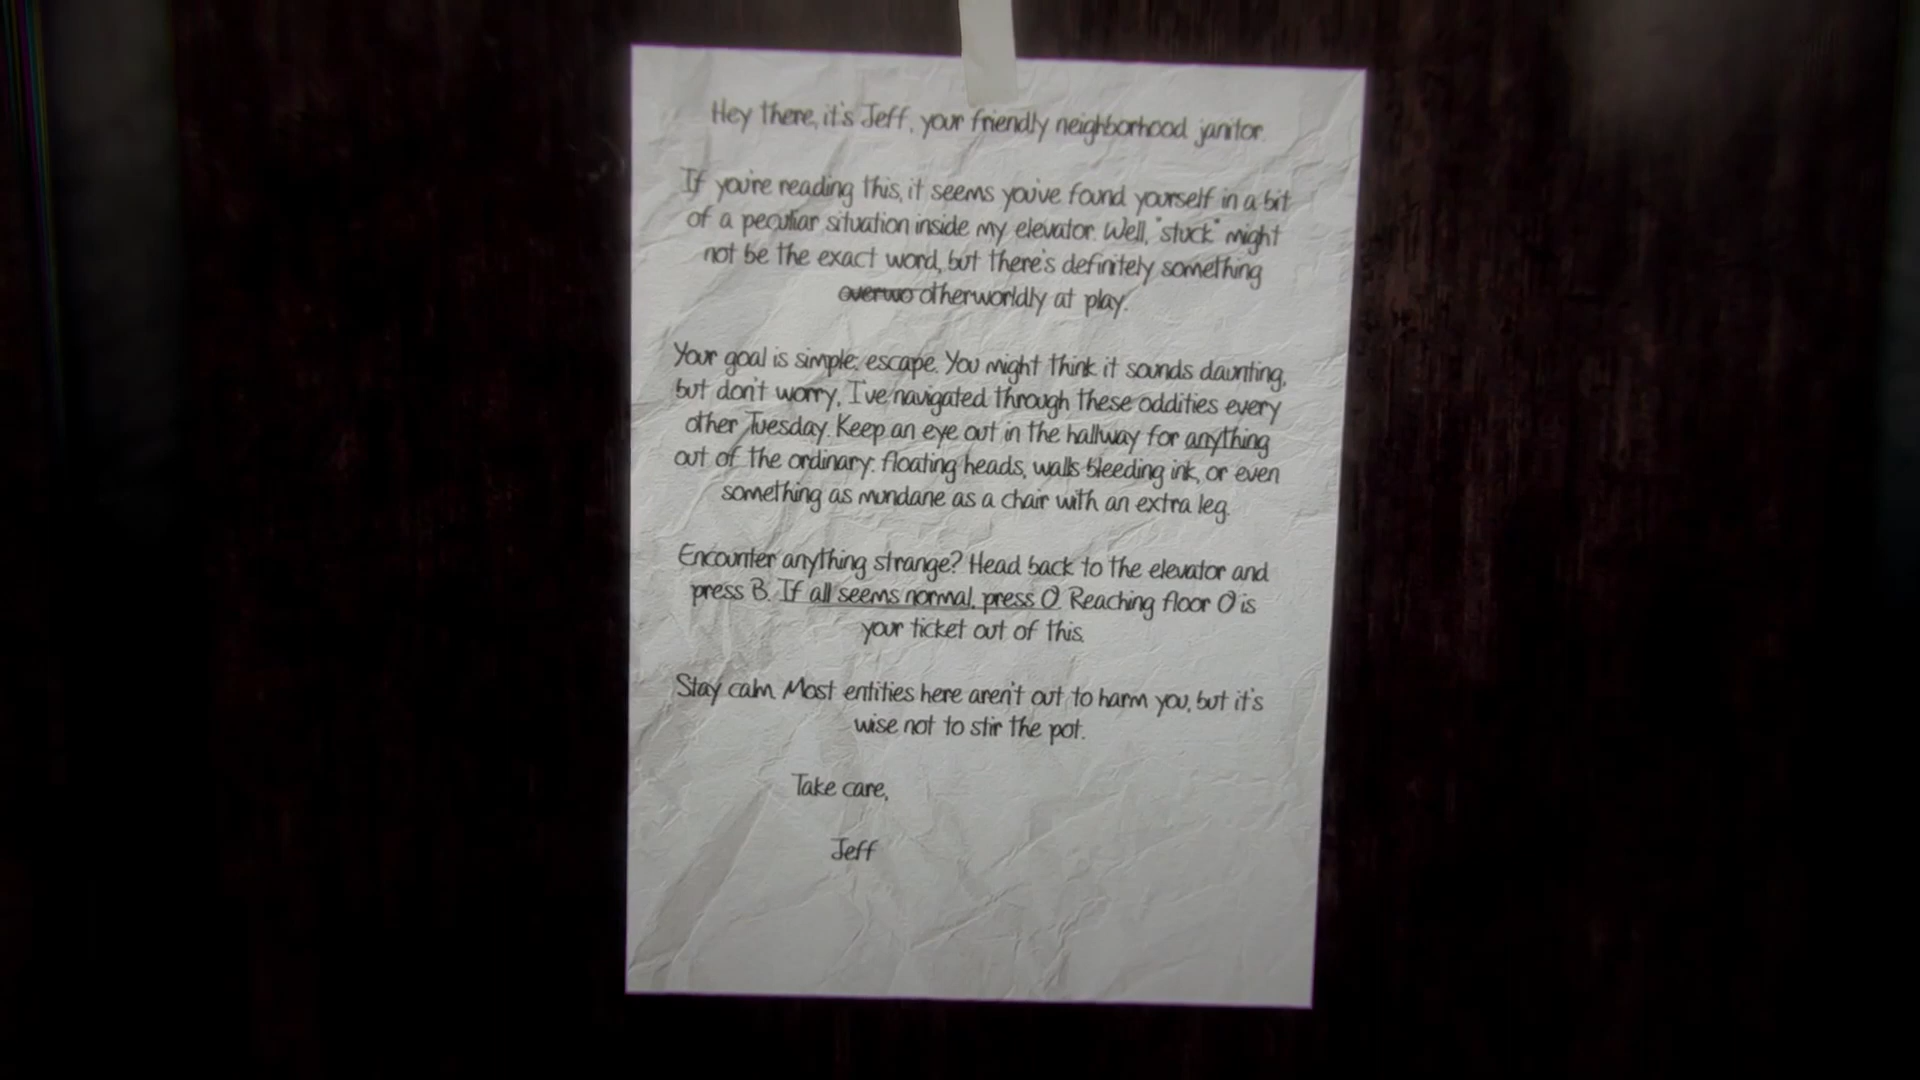 Hey there, it's Jeff, your friendly neighborhood janitor.
If you're reading this, it seems you've found yourself in a bit
of a peculiar situation inside my elevator. Well, "stuck" might
not be the exact word, but there's definitely something
overwo otherworldly at play.
Your goal is simple: escape. You might think it sounds daunting,
but don't worry, I've navigated through these oddities every
other Tuesday. Keep an eye out in the hallway for anything
out of the ordinary: floating heads, walls bleeding ink, or even
something as mundane as a chair with an extra leg.
Encounter anything strange? Head back to the elevator and
press B. If all seems normal, press O. Reaching floor O is
your ticket out of this.
Stay calm. Most entities here aren't out to harm you, but it's
wise not to stir the pot.
Take care,
Jeff